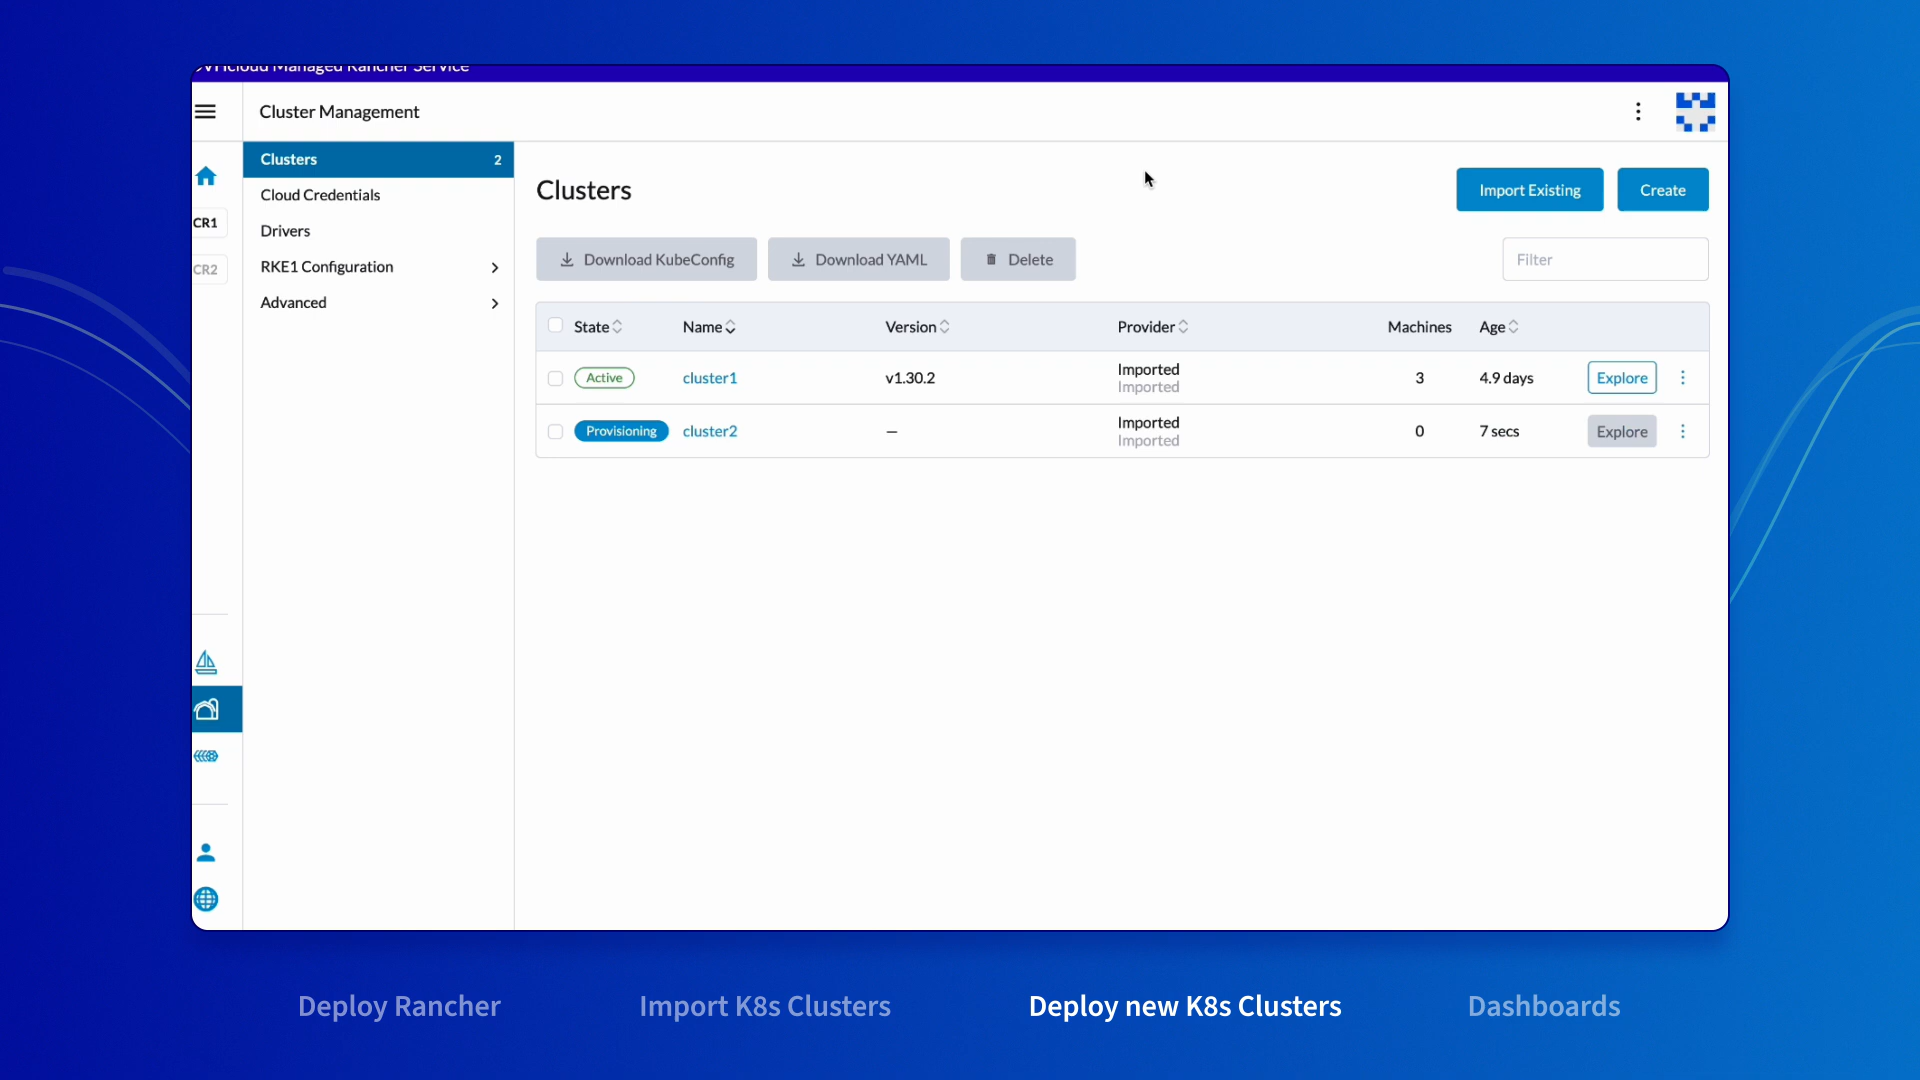 Managed Rancher Service
Cluster Management
Clusters 2
Cloud Credentials
Drivers
RKE1 Configuration
Advanced
CR1
CR2
Clusters
Import Existing
Create
Download KubeConfig
Download YAML
Delete
Filter
State Name Version Provider Machines Age
Active cluster1 v1.30.2 Imported 3 4.9 days Explore
Imported
Provisioning cluster2 — Imported 0 7 secs Explore
Imported
Deploy Rancher
Import K8s Clusters
Deploy new K8s Clusters
Dashboards